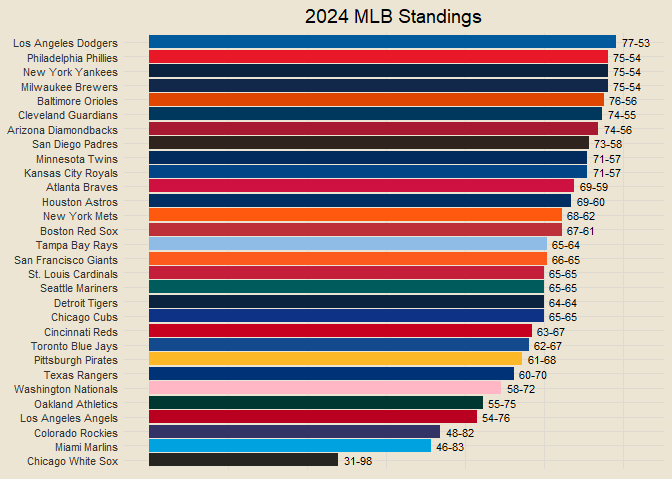 2024 MLB Standings
Los Angeles Dodgers 77-53
Philadelphia Phillies 75-54
New York Yankees 75-54
Milwaukee Brewers 75-54
Baltimore Orioles 76-56
Cleveland Guardians 74-55
Arizona Diamondbacks 74-56
San Diego Padres 73-58
Minnesota Twins 71-57
Kansas City Royals 71-57
Atlanta Braves 69-59
Houston Astros 69-60
New York Mets 68-62
Boston Red Sox 67-61
Tampa Bay Rays 65-64
San Francisco Giants 66-65
St. Louis Cardinals 65-65
Seattle Mariners 65-65
Detroit Tigers 64-64
Chicago Cubs 65-65
Cincinnati Reds 63-67
Toronto Blue Jays 62-67
Pittsburgh Pirates 61-68
Texas Rangers 60-70
Washington Nationals 58-72
Oakland Athletics 55-75
Los Angeles Angels 54-76
Colorado Rockies 48-82
Miami Marlins 46-83
Chicago White Sox 31-98